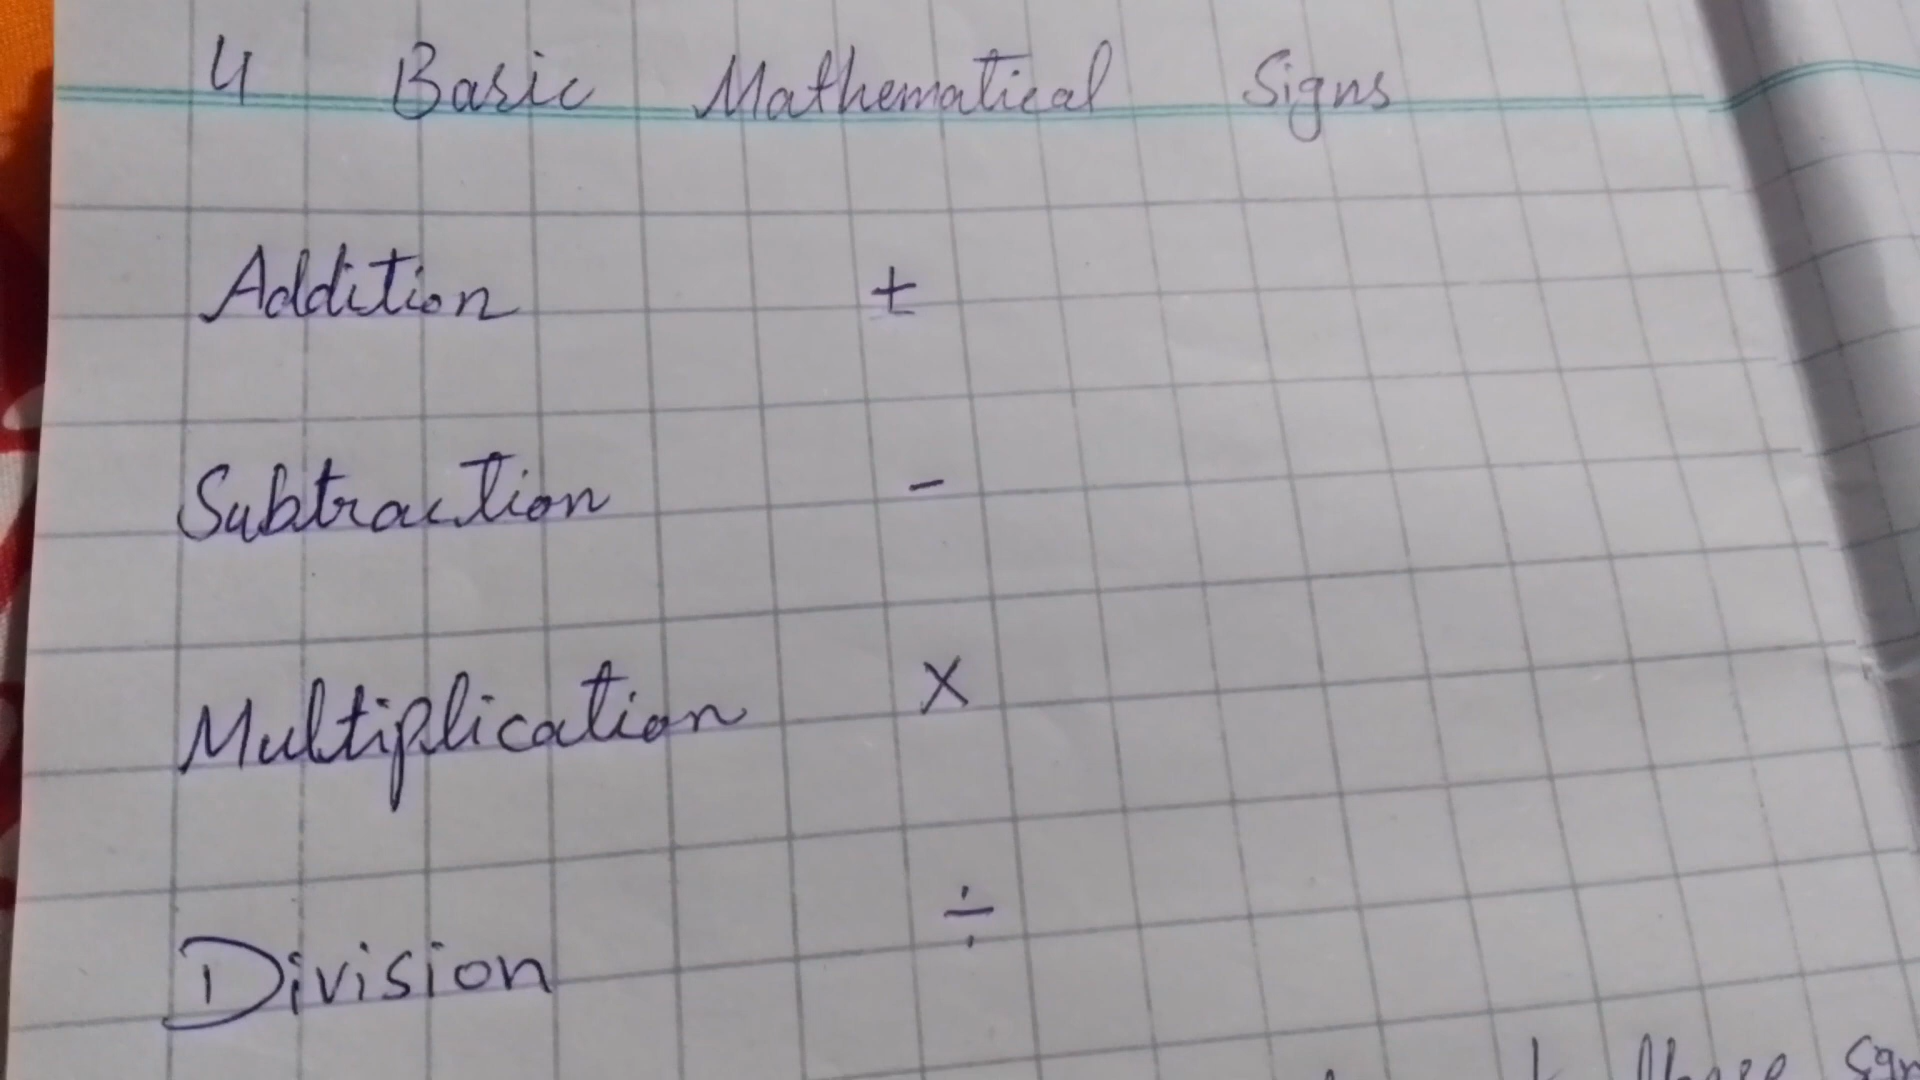 4 Basic Mathematical Signs
Addition +
Subtraction -
Multiplication ×
Division ÷